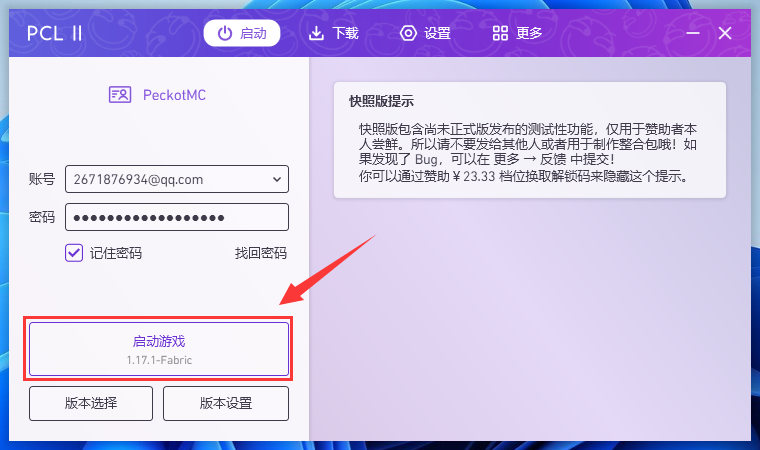 PCL II
启动
下载
设置
更多
PeckotMC
账号
2671876934@qq.com
密码
●●●●●●●●●●●●●●●●●●
记住密码
找回密码
启动游戏
1.17.1-Fabric
版本选择
版本设置
快照版提示
快照版包含尚未正式版发布的测试性功能，仅用于赞助者本
人尝鲜。所以请不要发给其他人或者用于制作整合包哦！如
果发现了 Bug，可以在 更多 → 反馈 中提交！
你可以通过赞助￥23.33 档位换取解锁码来隐藏这个提示。